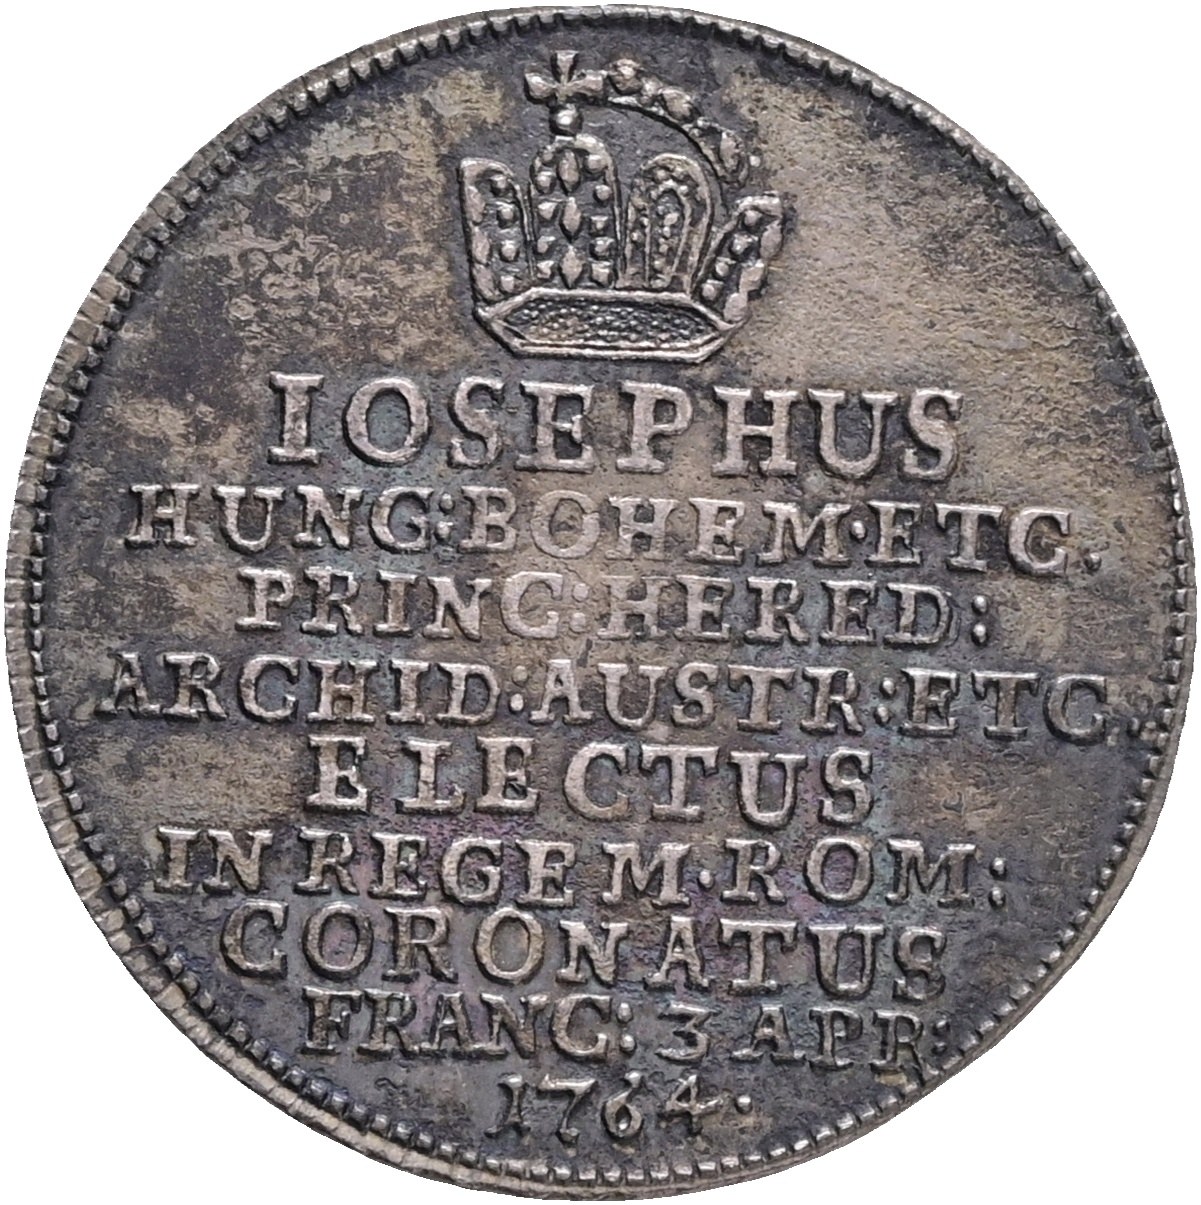 IOSEPHUS
HUNG:BOHEM·ETC.
PRINC:HERED:
ARCHID:AUSTR:ETC:
ELECTUS
IN REGEM·ROM:
CORONATUS
FRANC: 3 APR:
1764·